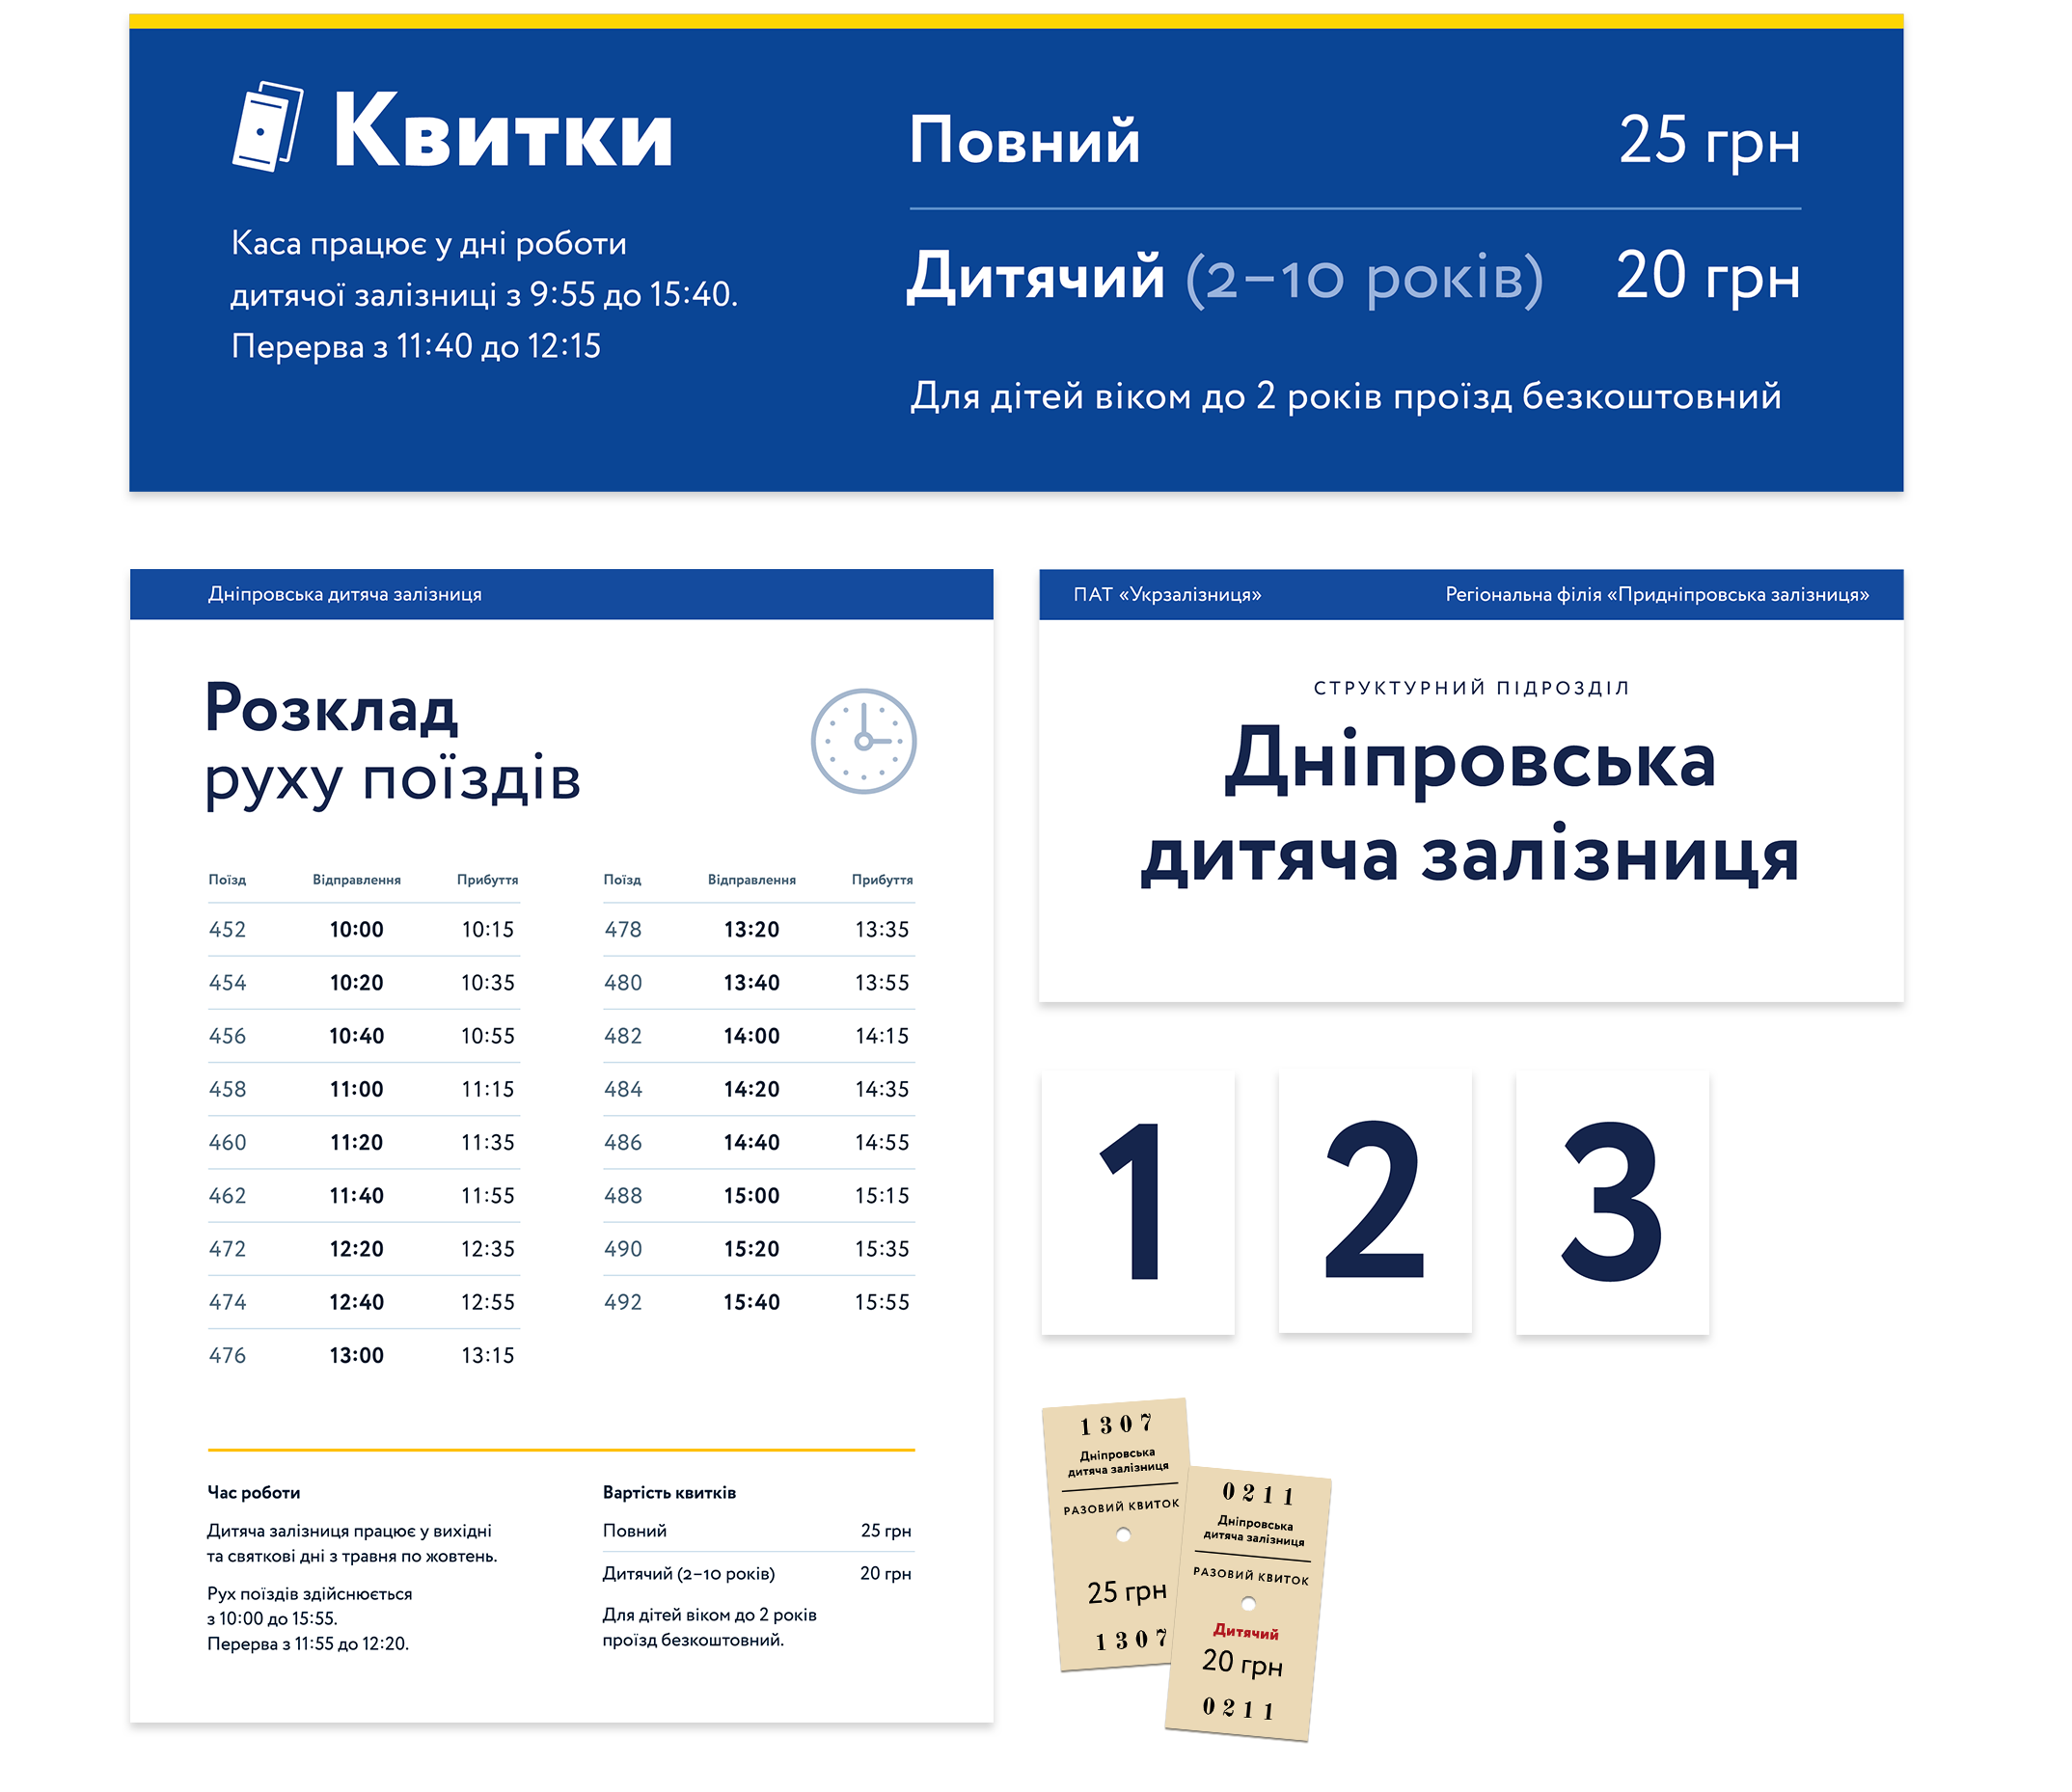 Квитки
Каса працює у дні роботи
дитячої залізниці з 9:55 до 15:40.
Перерва з 11:40 до 12:15
Повний 25 грн
Дитячий (2–10 років) 20 грн
Для дітей віком до 2 років проїзд безкоштовний
Дніпровська дитяча залізниця
Розклад
руху поїздів
Поїзд Відправлення Прибуття
452 10:00 10:15
454 10:20 10:35
456 10:40 10:55
458 11:00 11:15
460 11:20 11:35
462 11:40 11:55
472 12:20 12:35
474 12:40 12:55
476 13:00 13:15
Поїзд Відправлення Прибуття
478 13:20 13:35
480 13:40 13:55
482 14:00 14:15
484 14:20 14:35
486 14:40 14:55
488 15:00 15:15
490 15:20 15:35
492 15:40 15:55
Час роботи
Дитяча залізниця працює у вихідні
та святкові дні з травня по жовтень.
Рух поїздів здійснюється
з 10:00 до 15:55.
Перерва з 11:55 до 12:20.
Вартість квитків
Повний 25 грн
Дитячий (2–10 років) 20 грн
Для дітей віком до 2 років
проїзд безкоштовний.
ПАТ «Укрзалізниця» Регіональна філія «Придніпровська залізниця»
СТРУКТУРНИЙ ПІДРОЗДІЛ
Дніпровська
дитяча залізниця
1 2 3
1307
Дніпровська
дитяча залізниця
РАЗОВИЙ КВИТОК
25 грн
1307
0211
Дніпровська
дитяча залізниця
РАЗОВИЙ КВИТОК
Дитячий
20 грн
0211